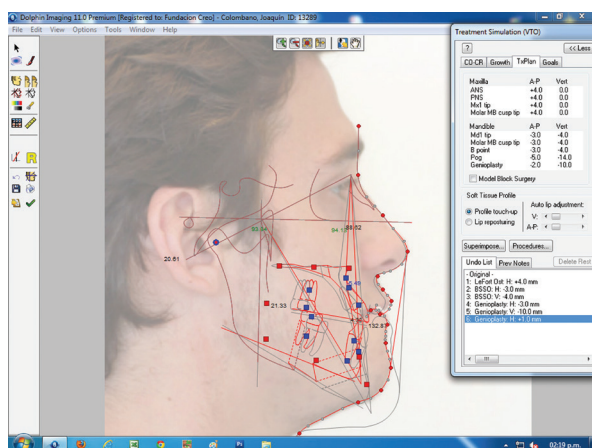 Dolphin Imaging 11.0 Premium [Registered to: Fundacion Creo] - Colombano, Joaquín ID: 13289
File Edit View Options Tools Window Help
Treatment Simulation (VTO)
? << Less
CO-CR Growth TxPlan Goals
Maxilla A-P Vert
ANS +4.0 0.0
PNS +4.0 0.0
Mx1 tip +4.0 0.0
Molar MB cusp tip +4.0 0.0
Mandible A-P Vert
Md1 tip -3.0 -4.0
Molar MB cusp tip -3.0 -4.0
B point -3.0 -4.0
Pog -5.0 -14.0
Genioplasty -2.0 -10.0
Model Block Surgery
Soft Tissue Profile
Auto lip adjustment:
Profile touch-up V:
Lip reposturing A-P:
Superimpose... Procedures...
Undo List Prev Notes Delete Rest
- Original -
1: LeFort Ost: H: +4.0 mm
2: BSSO: H: -3.0 mm
3: BSSO: V: -4.0 mm
4: Genioplasty: H: -3.0 mm
5: Genioplasty: V: -10.0 mm
6: Genioplasty: H: +1.0 mm
20.61
21.33
132.8
02:19 p.m.